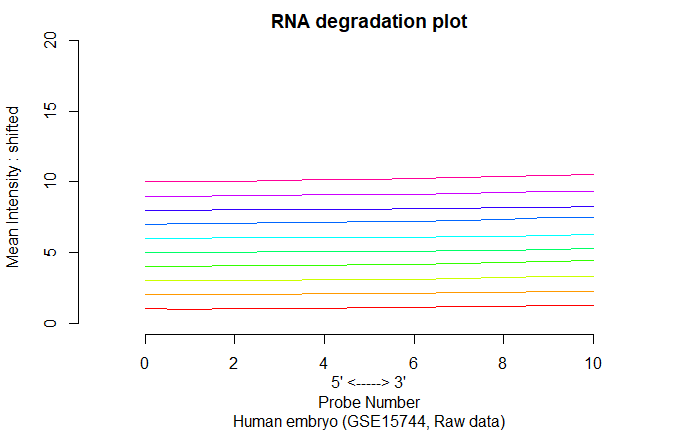 RNA degradation plot
Mean Intensity : shifted
20
15
10
5
0
0 2 4 6 8 10
5' <-----> 3'
Probe Number
Human embryo (GSE15744, Raw data)